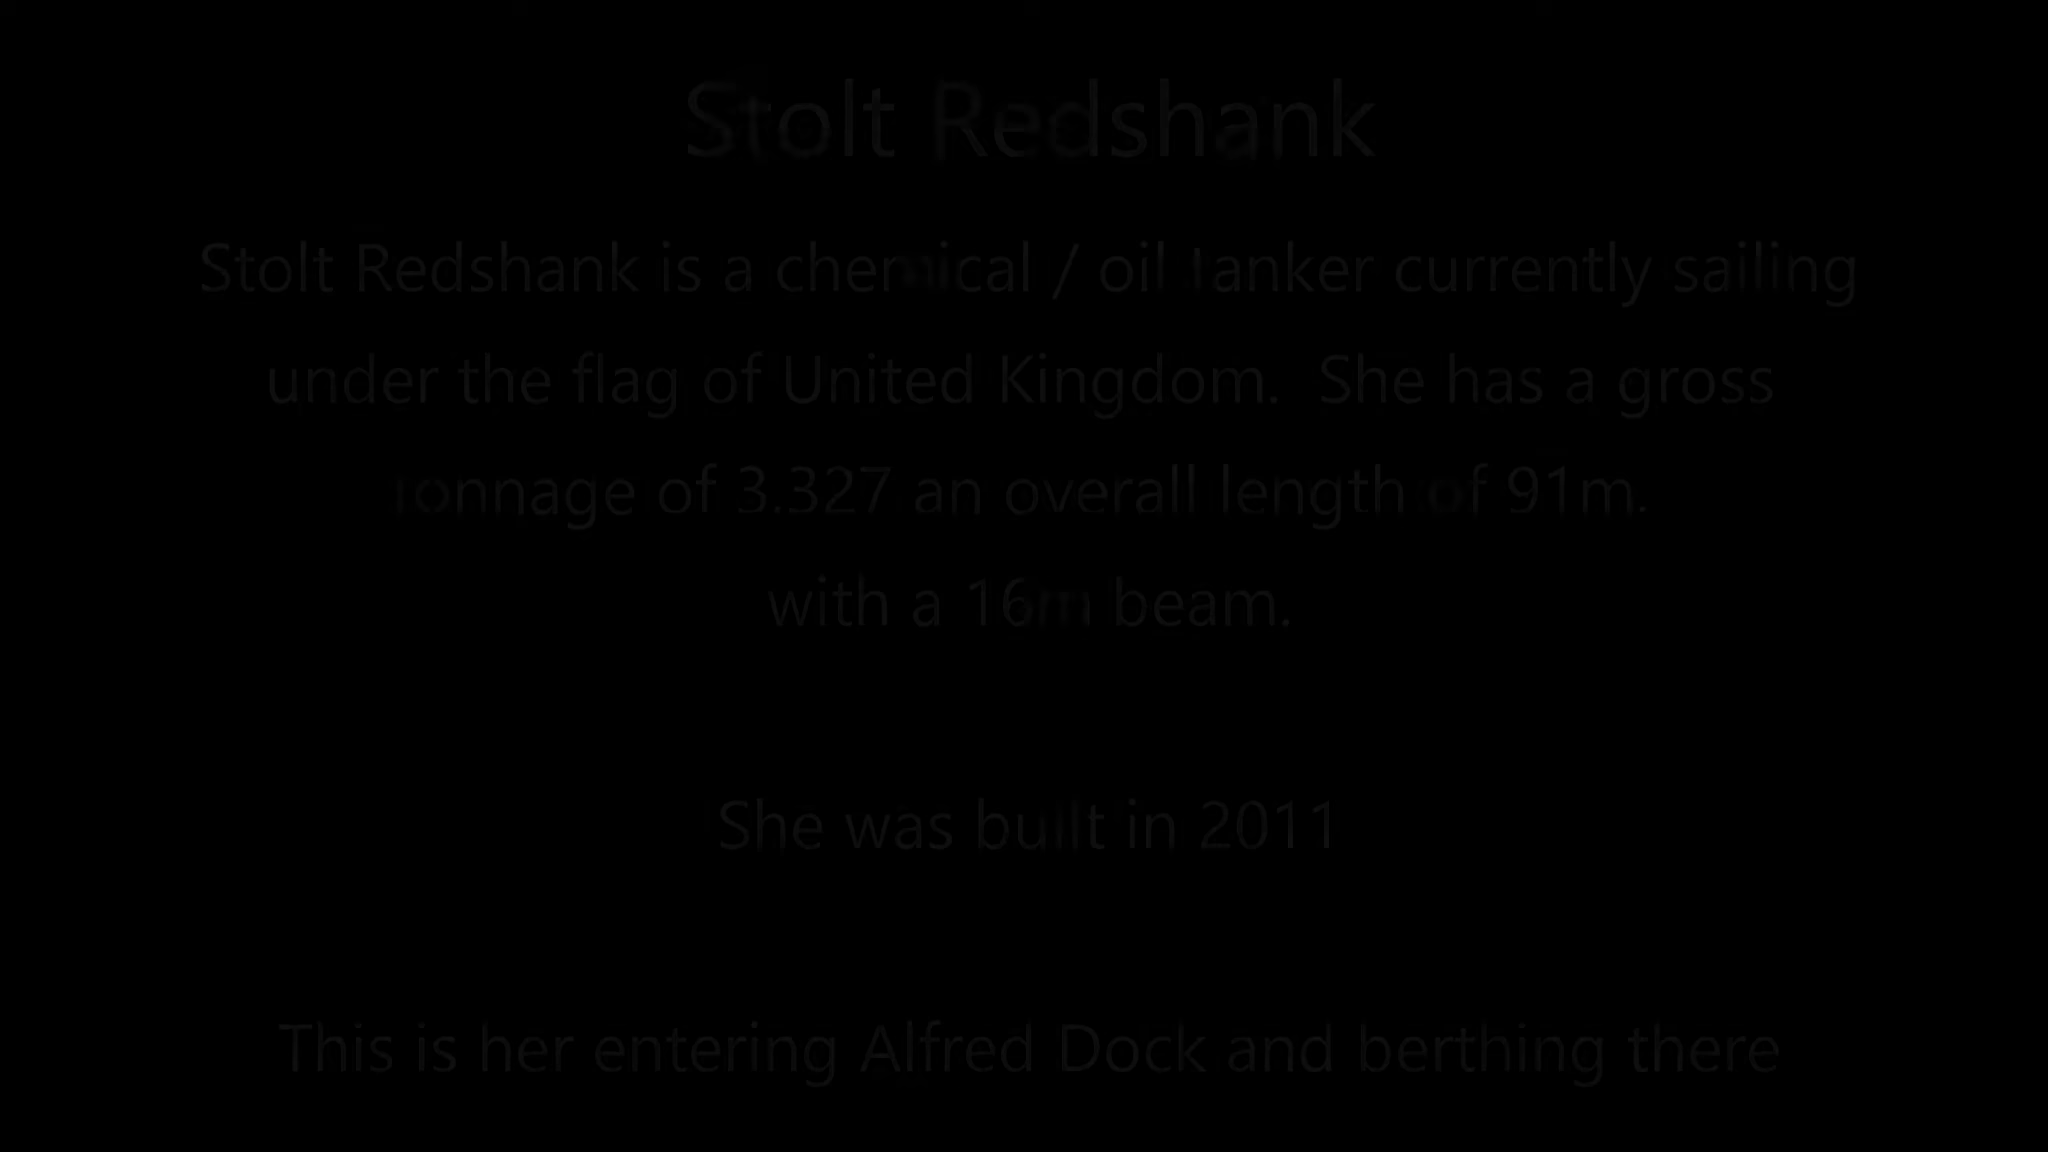 Stolt Redshank
Stolt Redshank is a chemical / oil tanker currently sailing
under the flag of United Kingdom.  She has a gross
tonnage of 3.327 an overall length of 91m.
with a 16m beam.
She was built in 2011
This is her entering Alfred Dock and berthing there